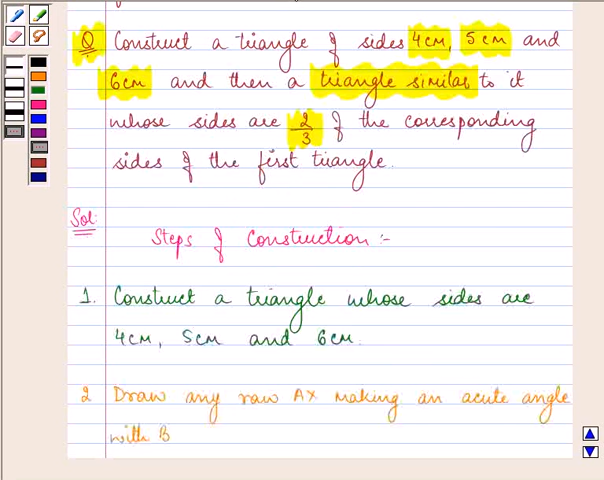 Q Construct a triangle of sides 4cm, 5cm and
6cm and then a triangle similar to it
whose sides are 2/3 of the corresponding
sides of the first triangle.
Sol:
Steps of Construction :-
1. Construct a triangle whose sides are
4cm, 5cm and 6cm.
2 Draw any raw AX making an acute angle
with B